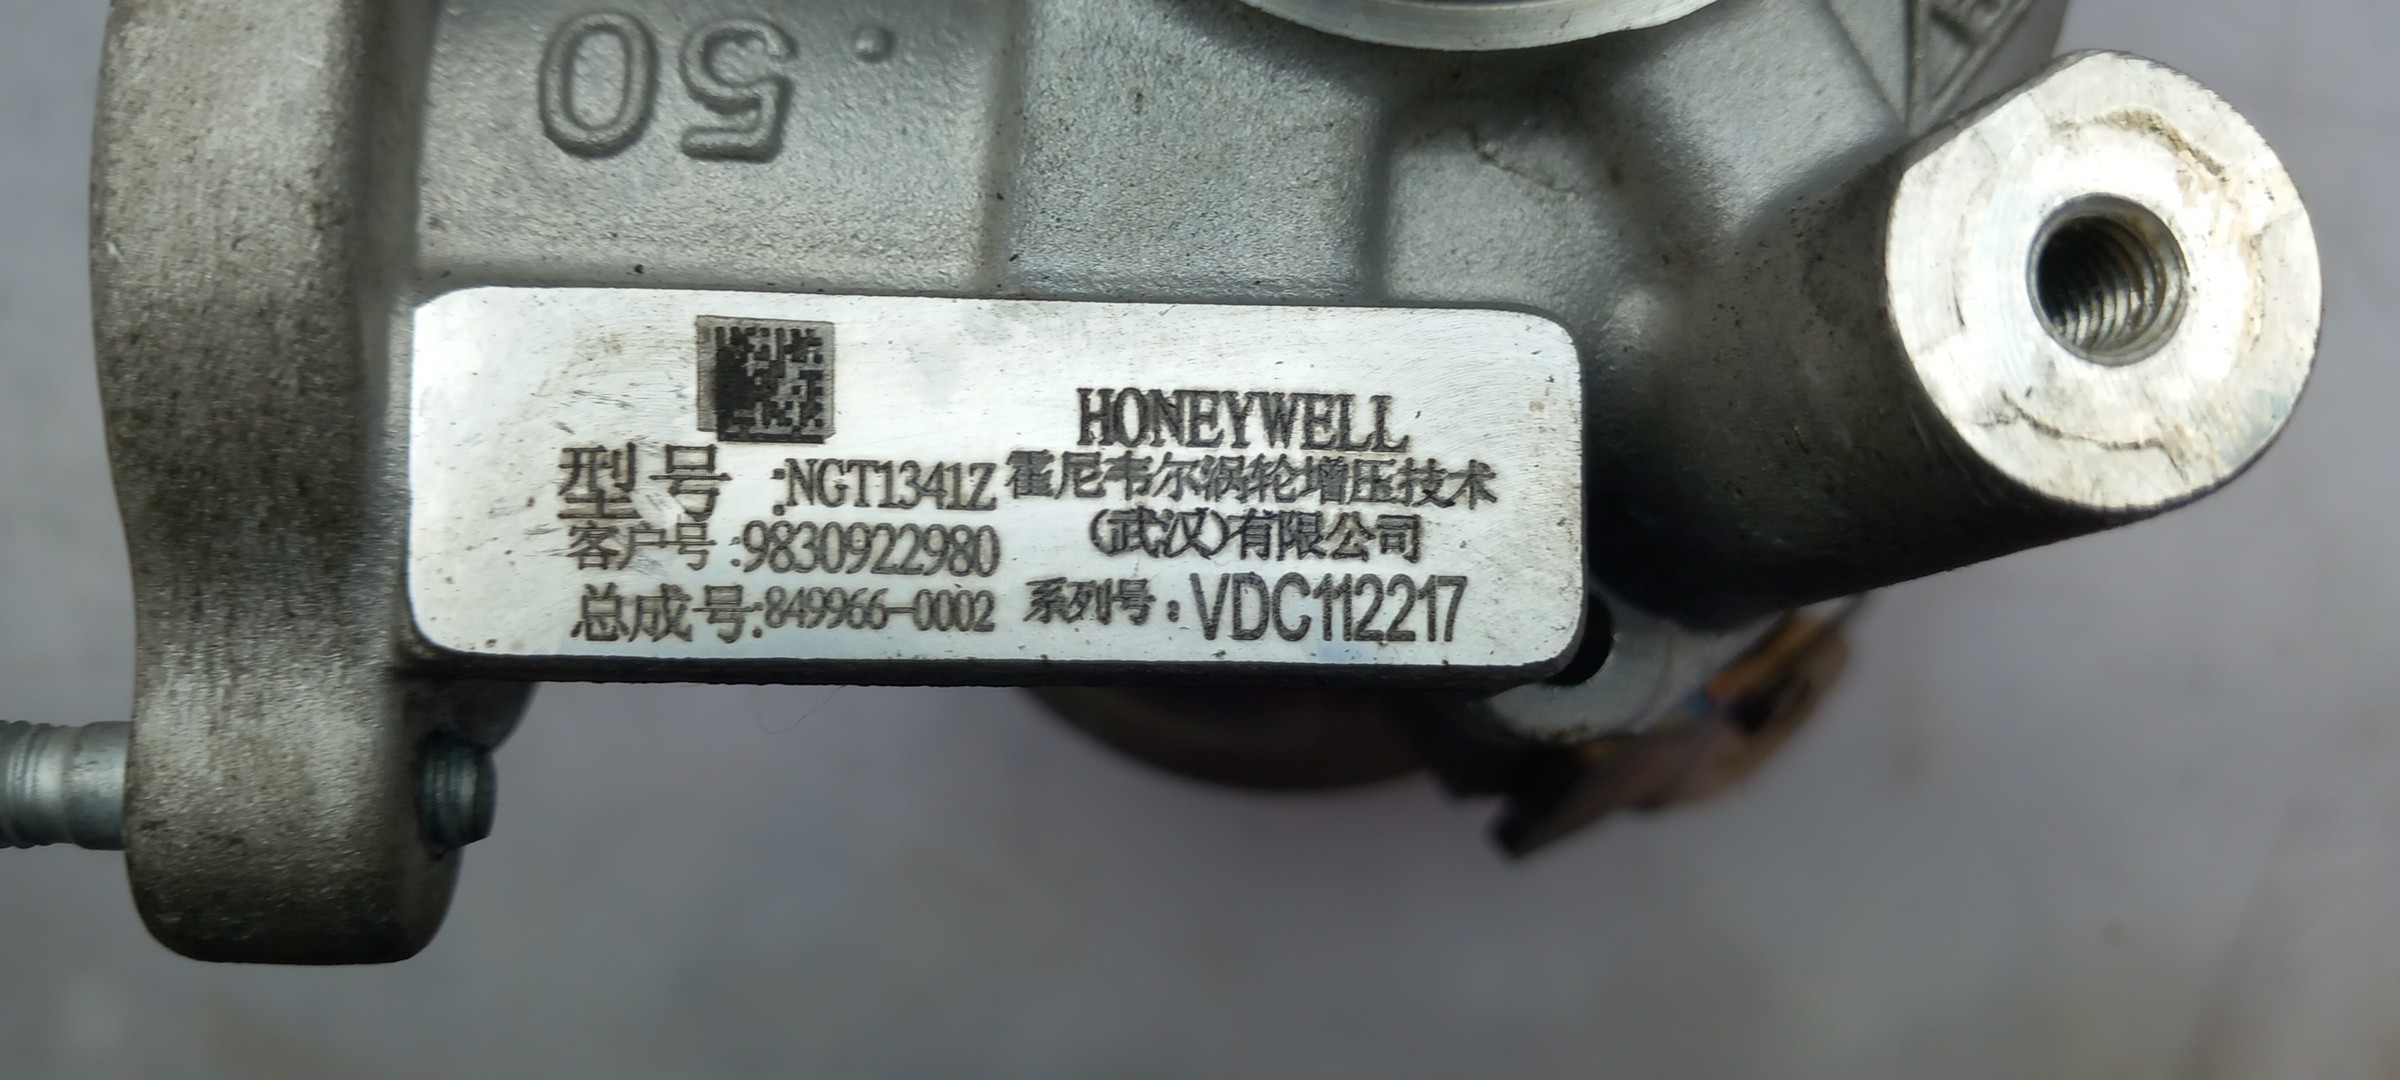 .50
HONEYWELL
型号:NGT1341Z 霍尼韦尔涡轮增压技术
客户号:9830922980 (武汉)有限公司
总成号:849966-0002 系列号:VDC112217